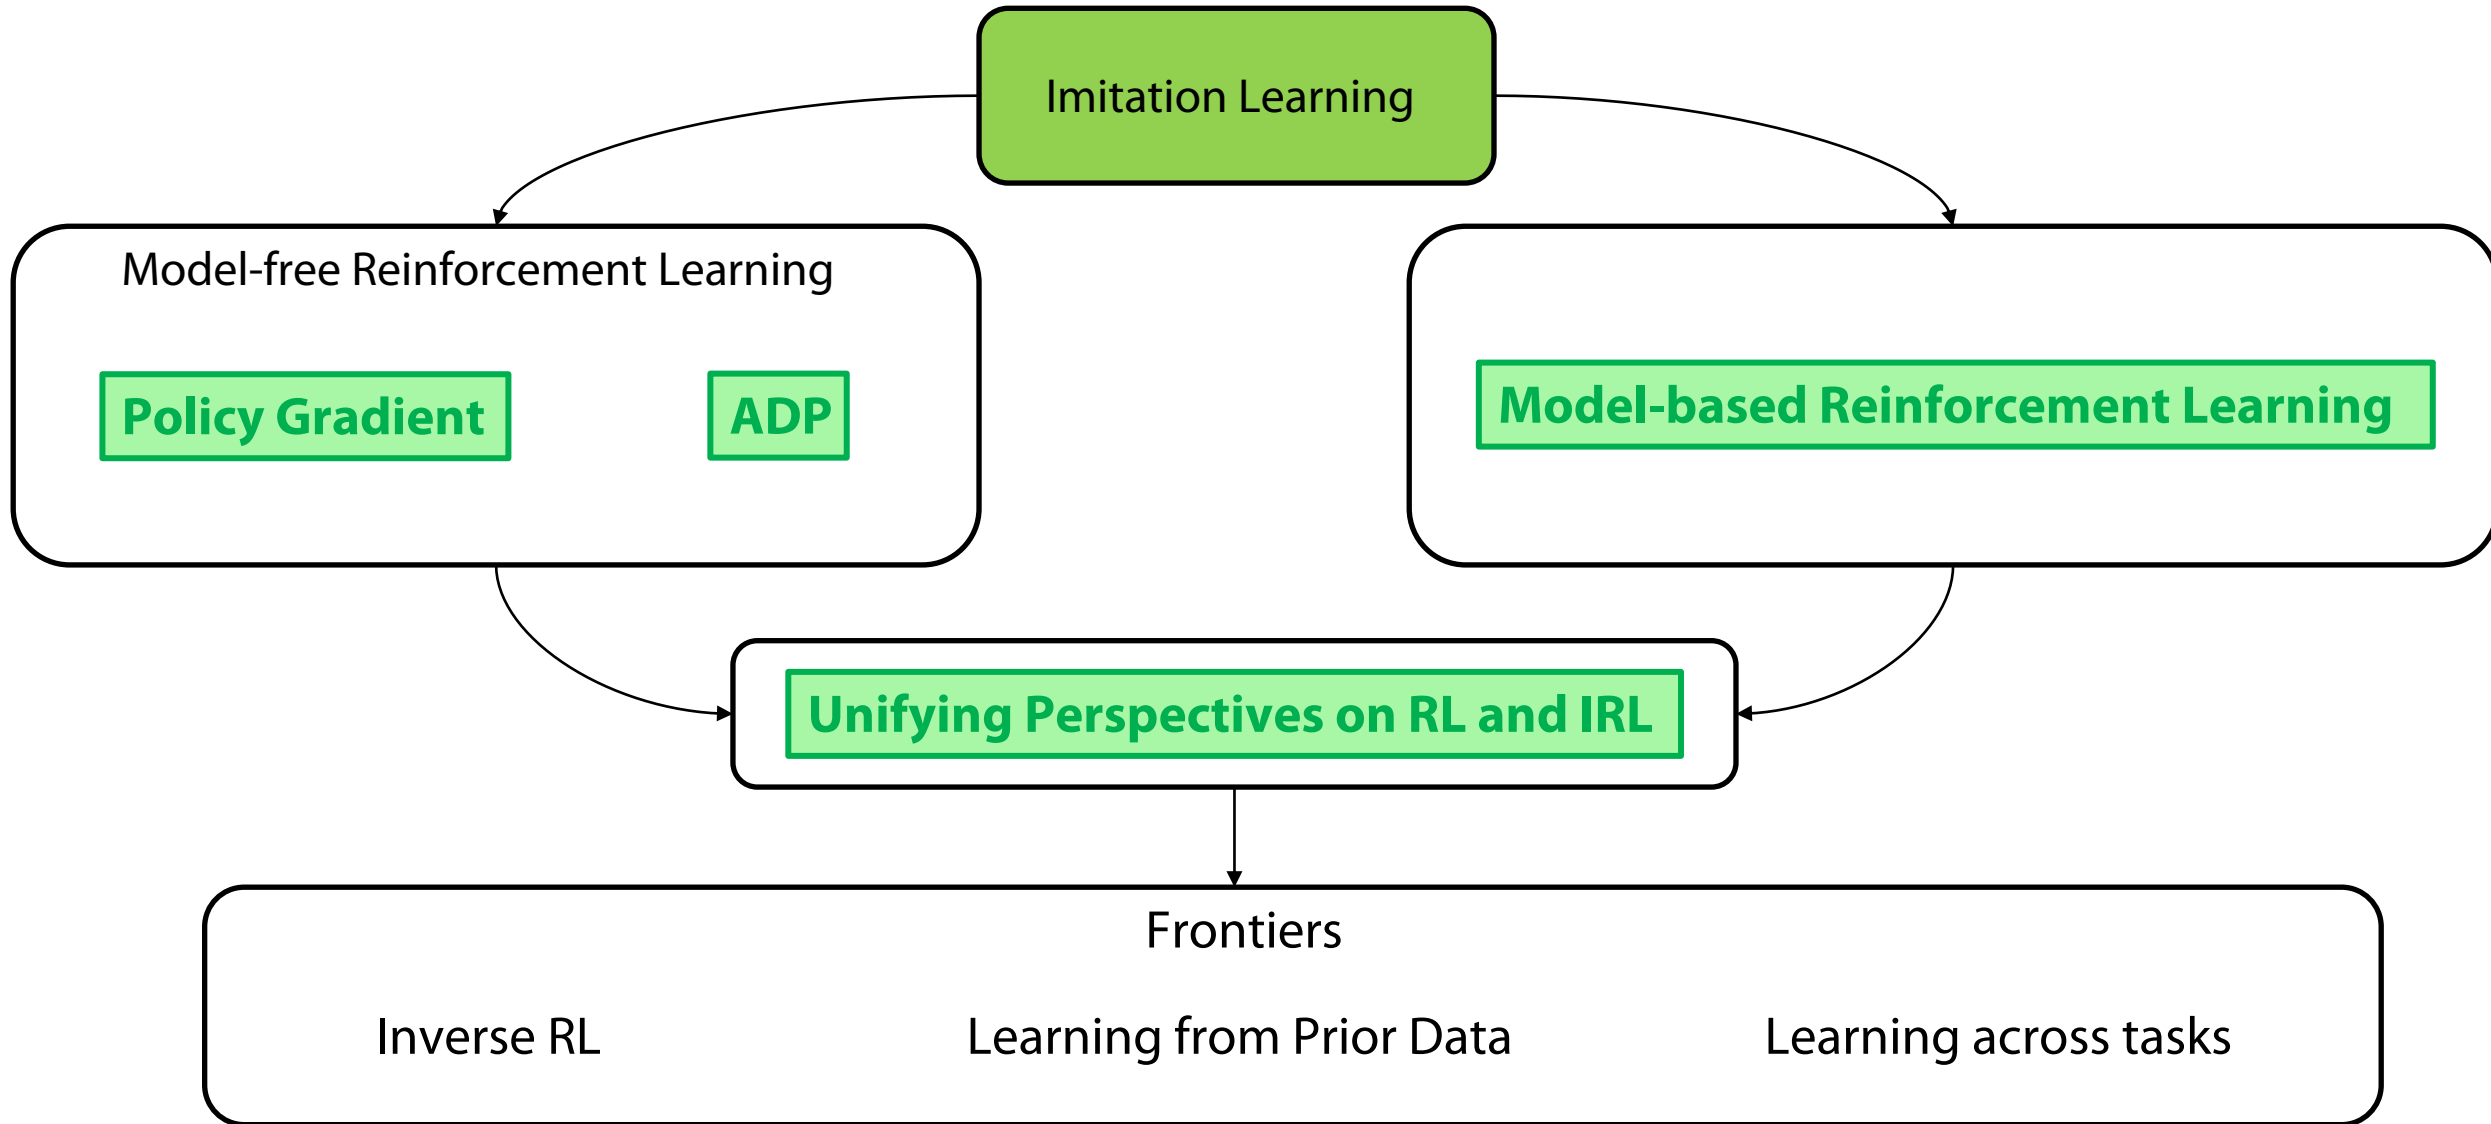 Imitation Learning
Model-free Reinforcement Learning
Policy Gradient
ADP
Model-based Reinforcement Learning
Unifying Perspectives on RL and IRL
Frontiers
Inverse RL
Learning from Prior Data
Learning across tasks